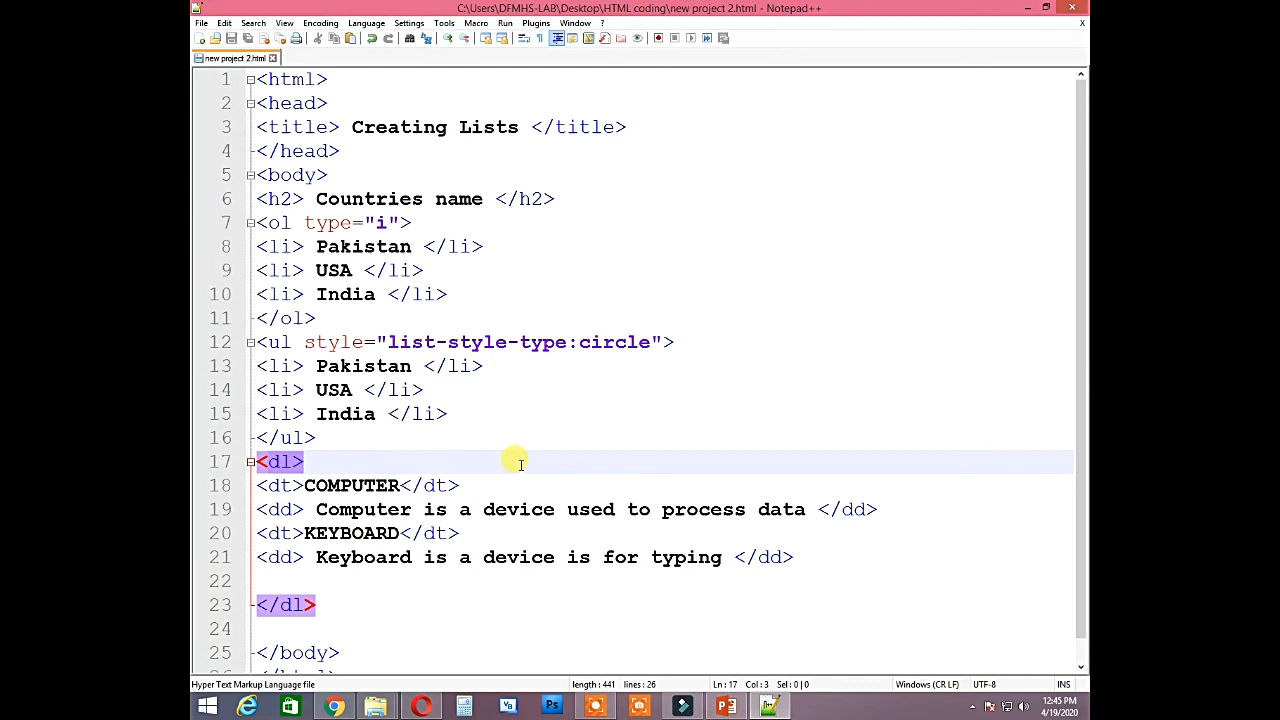 C:\Users\DFMHS-LAB\Desktop\HTML coding\new project 2.html - Notepad++
File Edit Search View Encoding Language Settings Tools Macro Run Plugins Window ?
new project 2.html
1 <html>
2 <head>
3 <title> Creating Lists </title>
4 </head>
5 <body>
6 <h2> Countries name </h2>
7 <ol type="i">
8 <li> Pakistan </li>
9 <li> USA </li>
10 <li> India </li>
11 </ol>
12 <ul style="list-style-type:circle">
13 <li> Pakistan </li>
14 <li> USA </li>
15 <li> India </li>
16 </ul>
17 <dl>
18 <dt>COMPUTER</dt>
19 <dd> Computer is a device used to process data </dd>
20 <dt>KEYBOARD</dt>
21 <dd> Keyboard is a device is for typing </dd>
22
23 </dl>
24
25 </body>
Hyper Text Markup Language file length : 441 lines : 26 Ln : 17 Col : 3 Sel : 0 | 0 Windows (CR LF) UTF-8 INS
Ps 12:45 PM
4/19/2020